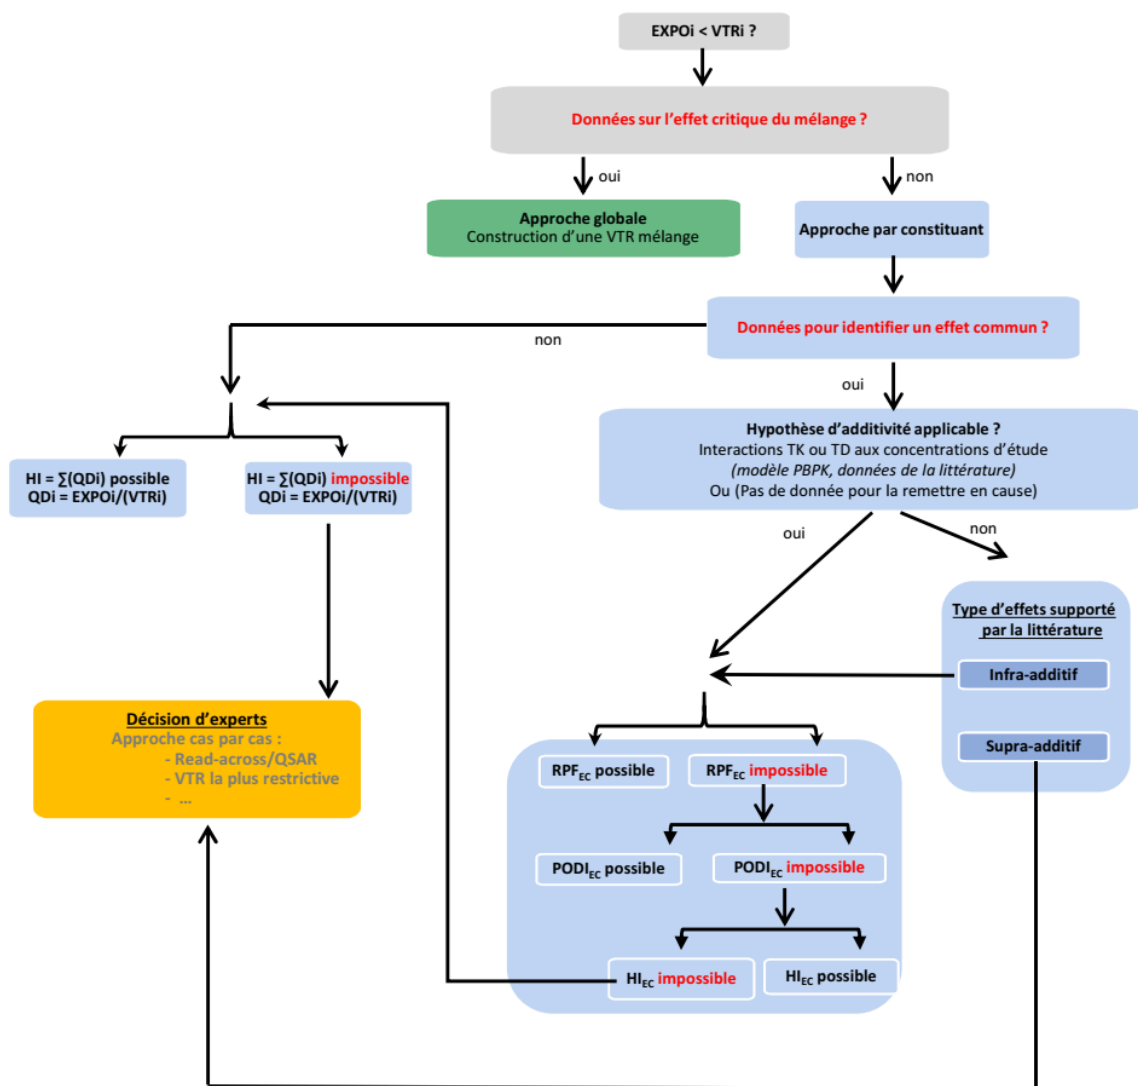 EXPOi < VTRi ?
Données sur l’effet critique du mélange ?
oui
non
Approche globale
Construction d’une VTR mélange
Approche par constituant
Données pour identifier un effet commun ?
non
oui
Hypothèse d’additivité applicable ?
Interactions TK ou TD aux concentrations d’étude
(modèle PBPK, données de la littérature)
Ou (Pas de donnée pour la remettre en cause)
HI = ∑(QDi) possible
QDi = EXPOi/(VTRi)
HI = ∑(QDi) impossible
QDi = EXPOi/(VTRi)
oui
non
Type d’effets supporté
par la littérature
Infra-additif
Supra-additif
Décision d’experts
Approche cas par cas :
- Read-across/QSAR
- VTR la plus restrictive
- ...
RPFEC possible
RPFEC impossible
PODIEC possible
PODIEC impossible
HIEC impossible
HIEC possible